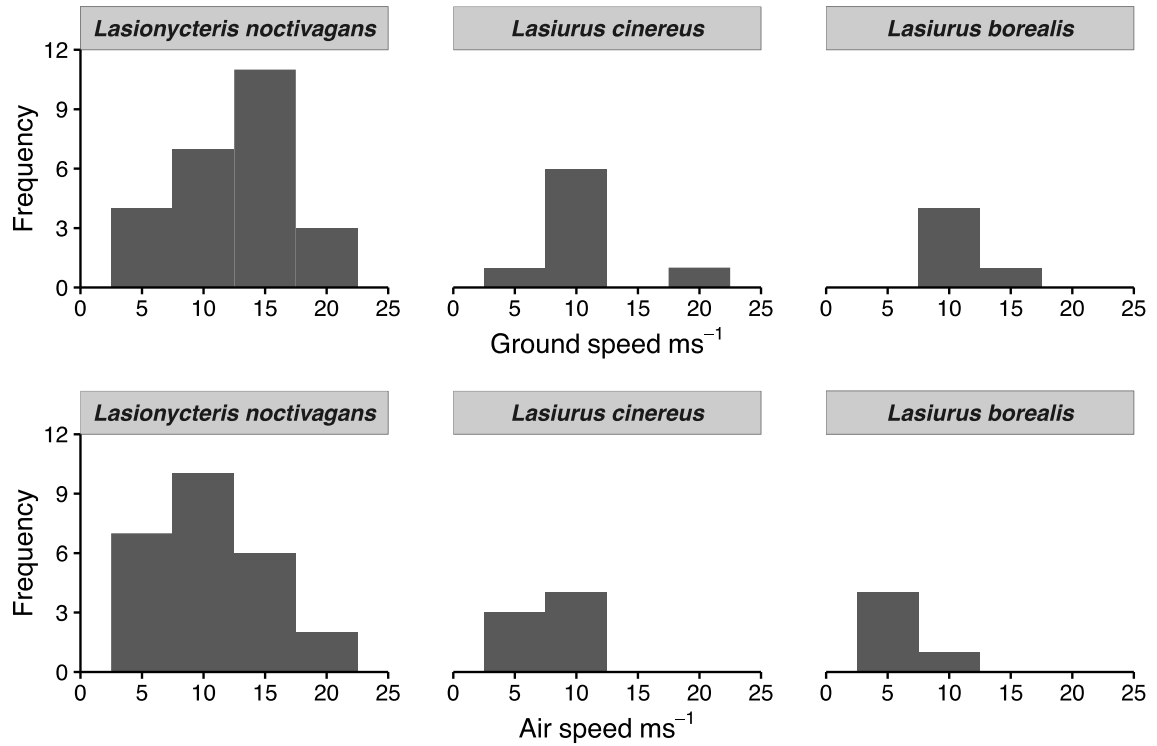 Lasionycteris noctivagans Lasiurus cinereus Lasiurus borealis
12
9
6
3
0
Frequency
0 5 10 15 20 25 0 5 10 15 20 25 0 5 10 15 20 25
Ground speed ms⁻¹
Lasionycteris noctivagans Lasiurus cinereus Lasiurus borealis
12
9
6
3
0
Frequency
0 5 10 15 20 25 0 5 10 15 20 25 0 5 10 15 20 25
Air speed ms⁻¹